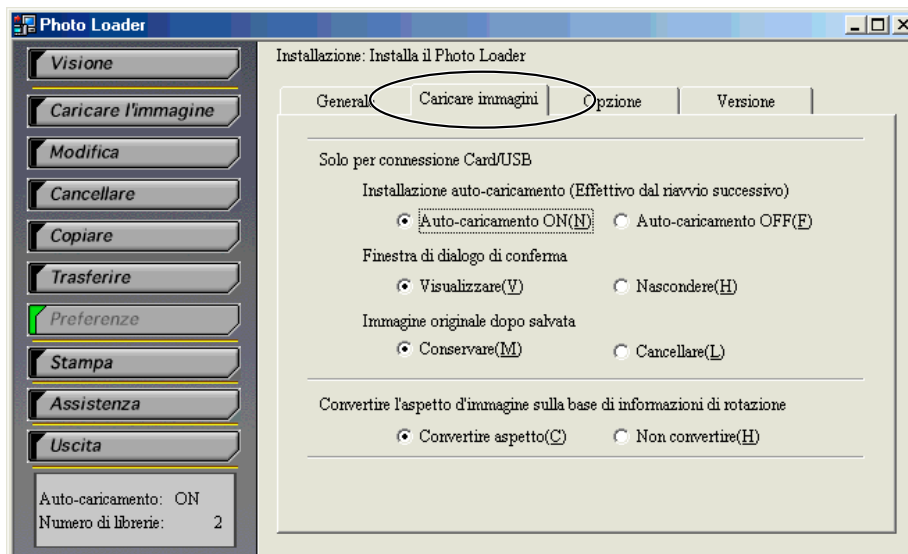 Photo Loader
Visione
Caricare l'immagine
Modifica
Cancellare
Copiare
Trasferire
Preferenze
Stampa
Assistenza
Uscita
Auto-caricamento: ON
Numero di librerie: 2
Installazione: Installa il Photo Loader
Generale Caricare immagini Opzione Versione
Solo per connessione Card/USB
Installazione auto-caricamento (Effettivo dal riavvio successivo)
Auto-caricamento ON(N) Auto-caricamento OFF(F)
Finestra di dialogo di conferma
Visualizzare(V) Nascondere(H)
Immagine originale dopo salvata
Conservare(M) Cancellare(L)
Convertire l'aspetto d'immagine sulla base di informazioni di rotazione
Convertire aspetto(C) Non convertire(H)